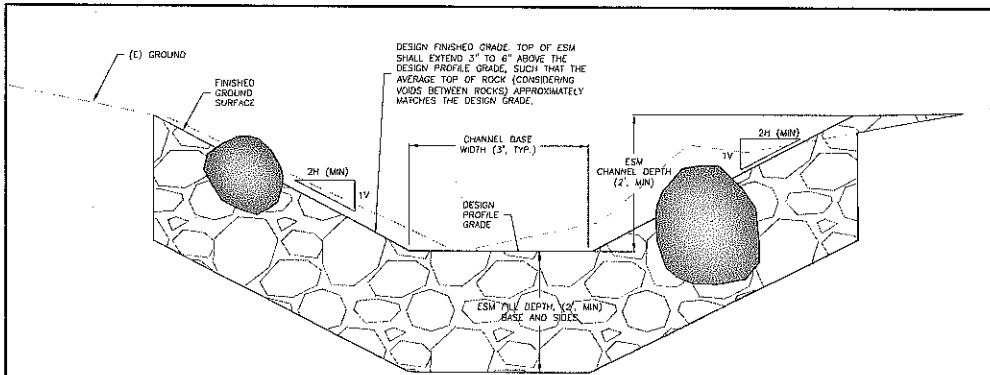 (E) GROUND
FINISHED
GROUND
SURFACE
DESIGN FINISHED GRADE. TOP OF ESM
SHALL EXTEND 3" TO 6" ABOVE THE
DESIGN PROFILE GRADE, SUCH THAT THE
AVERAGE TOP OF ROCK (CONSIDERING
VOIDS BETWEEN ROCKS) APPROXIMATELY
MATCHES THE DESIGN GRADE.
CHANNEL BASE
WIDTH (3', TYP.)
2H (MIN)
1V
ESM
CHANNEL DEPTH
(2', MIN)
2H (MIN)
1V
DESIGN
PROFILE
GRADE
ESM FILL DEPTH, (2', MIN)
BASE AND SIDES